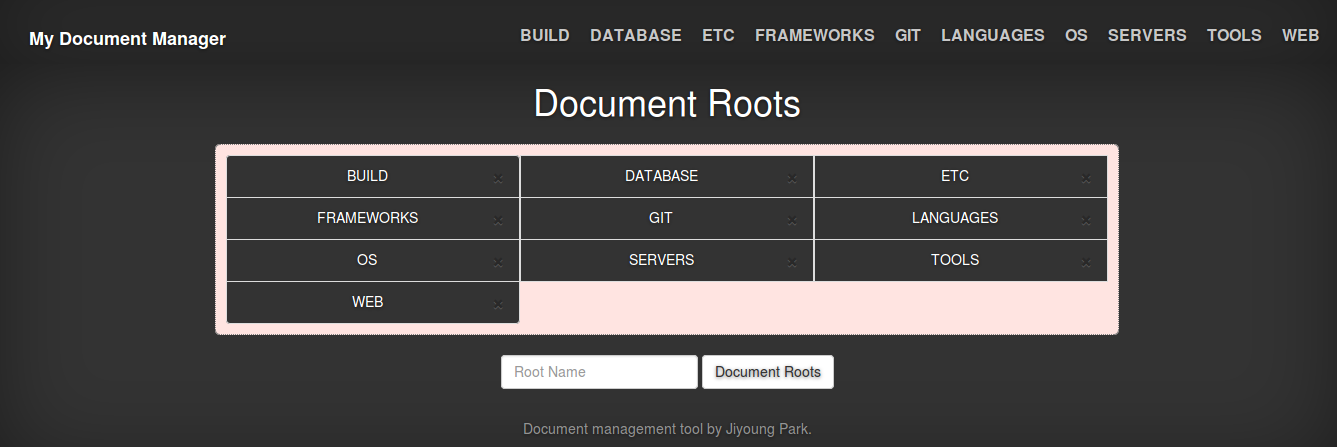 My Document Manager BUILD DATABASE ETC FRAMEWORKS GIT LANGUAGES OS SERVERS TOOLS WEB
Document Roots
BUILD × DATABASE × ETC ×
FRAMEWORKS × GIT × LANGUAGES ×
OS × SERVERS × TOOLS ×
WEB ×
Root Name Document Roots
Document management tool by Jiyoung Park.